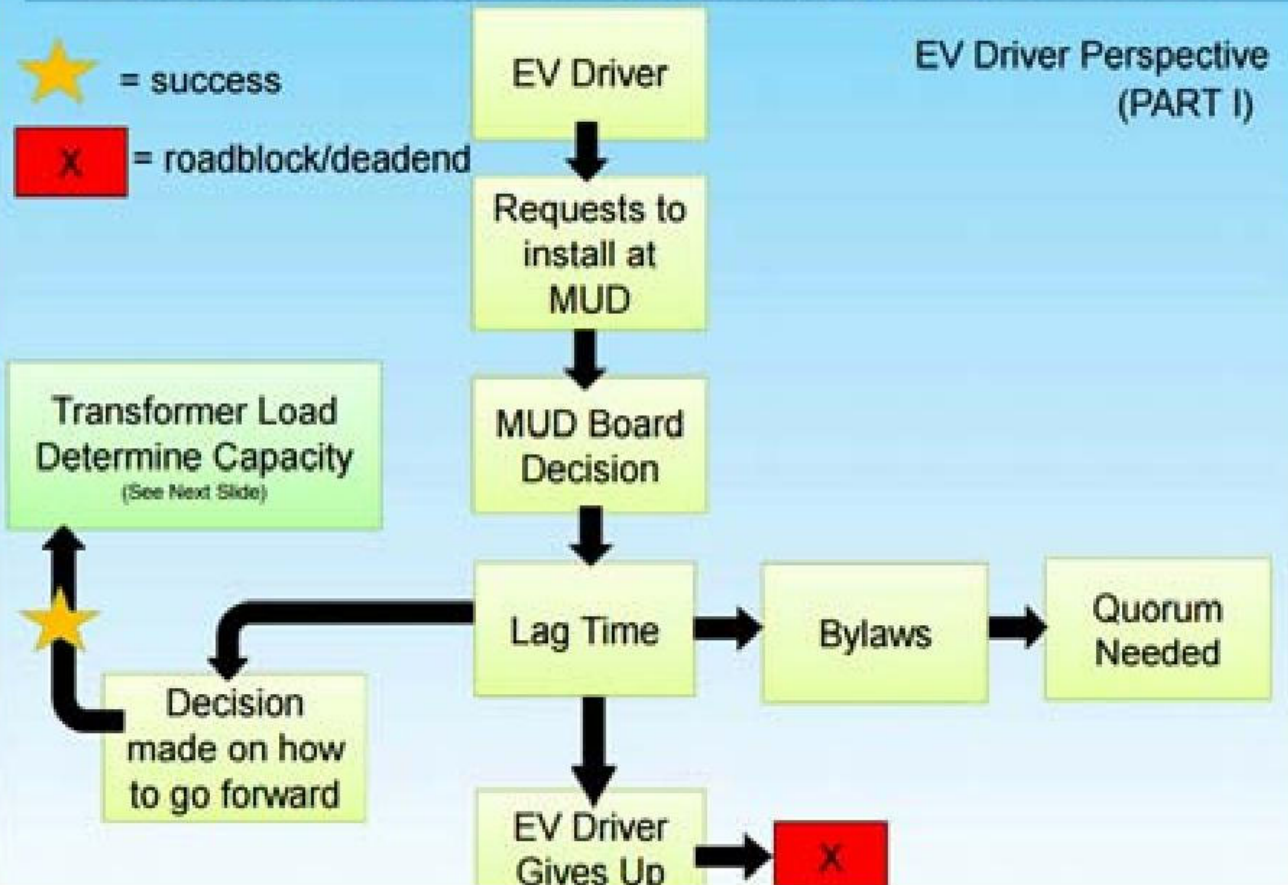 = success
X = roadblock/deadend
EV Driver Perspective
(PART I)
EV Driver
Requests to
install at
MUD
MUD Board
Decision
Transformer Load
Determine Capacity
(See Next Slide)
Lag Time
Bylaws
Quorum
Needed
Decision
made on how
to go forward
EV Driver
Gives Up
X